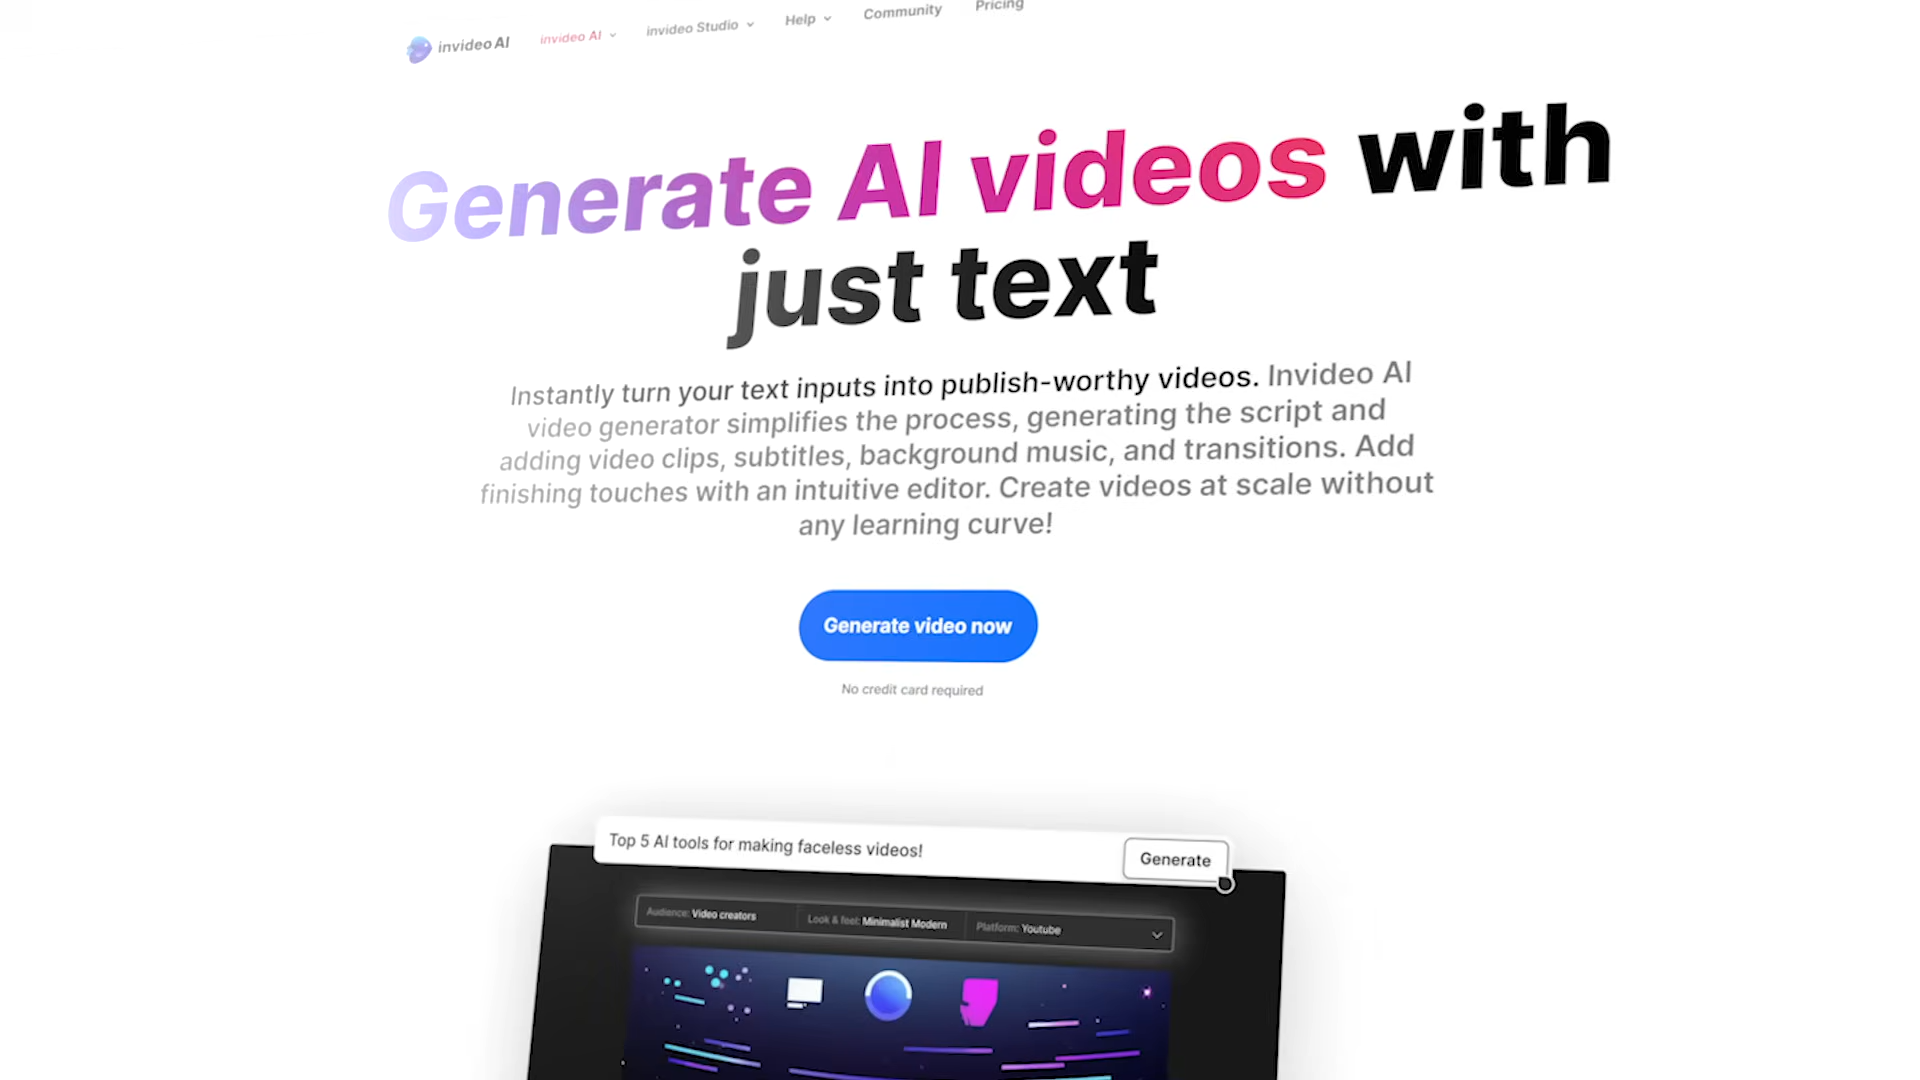 invideo AI
invideo AI
invideo Studio
Help
Community
Pricing
Generate AI videos with
just text
Instantly turn your text inputs into publish-worthy videos. Invideo AI
video generator simplifies the process, generating the script and
adding video clips, subtitles, background music, and transitions. Add
finishing touches with an intuitive editor. Create videos at scale without
any learning curve!
Generate video now
No credit card required
Top 5 AI tools for making faceless videos!
Generate
Audience: Video creators
Look & feel: Minimalist Modern
Platform: Youtube